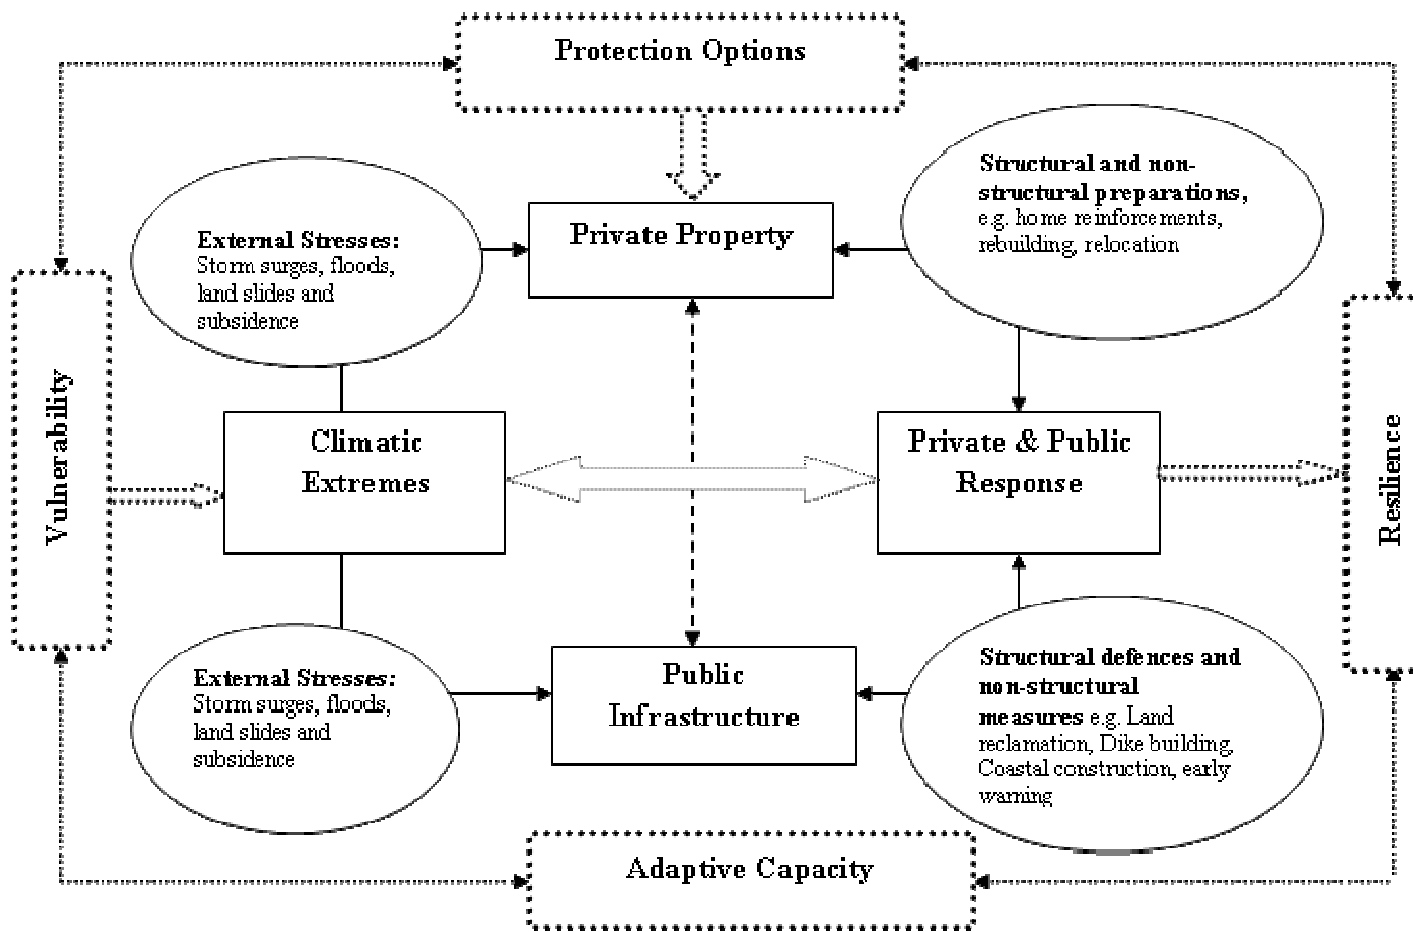 Protection Options
Structural and non-
structural preparations,
e.g. home reinforcements,
rebuilding, relocation
Private Property
External Stresses:
Storm surges, floods,
land slides and
subsidence
Vulnerability
Climatic
Extremes
Private & Public
Response
Resilience
External Stresses:
Storm surges, floods,
land slides and
subsidence
Public
Infrastructure
Structural defences and
non-structural
measures e.g. Land
reclamation, Dike building,
Coastal construction, early
warning
Adaptive Capacity